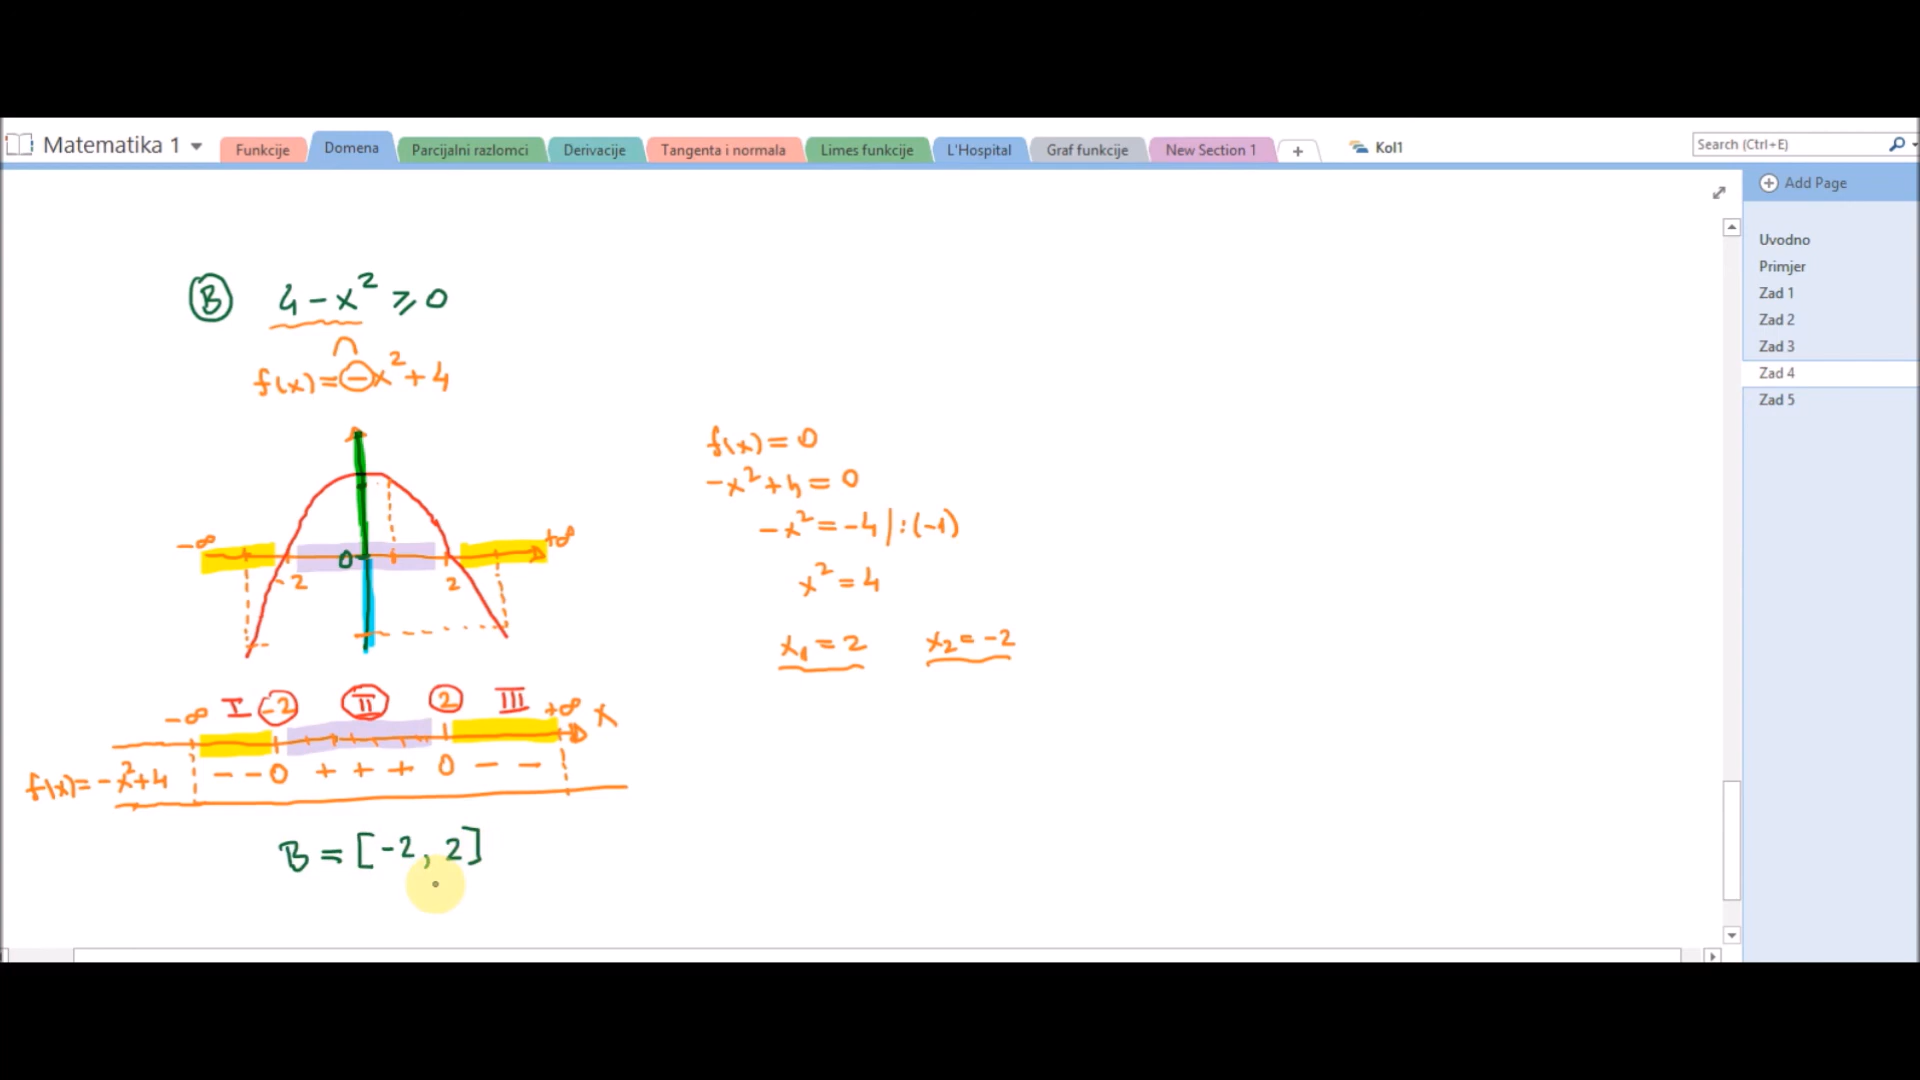 Matematika 1
Funkcije
Domena
Parcijalni razlomci
Derivacije
Tangenta i normala
Limes funkcije
L'Hospital
Graf funkcije
New Section 1
+
Kol1
Search (Ctrl+E)
Add Page
Uvodno
Primjer
Zad 1
Zad 2
Zad 3
Zad 4
Zad 5
B 4-x² ≥ 0
∩
f(x) = -x² + 4
-∞ 0 +∞
-2 2
f(x) = 0
-x² + 4 = 0
-x² = -4 | : (-1)
x² = 4
x₁ = 2 x₂ = -2
-∞ I -2 II 2 III +∞ x
f(x) = -x²+4 - - 0 + + + 0 - -
B = [-2, 2]